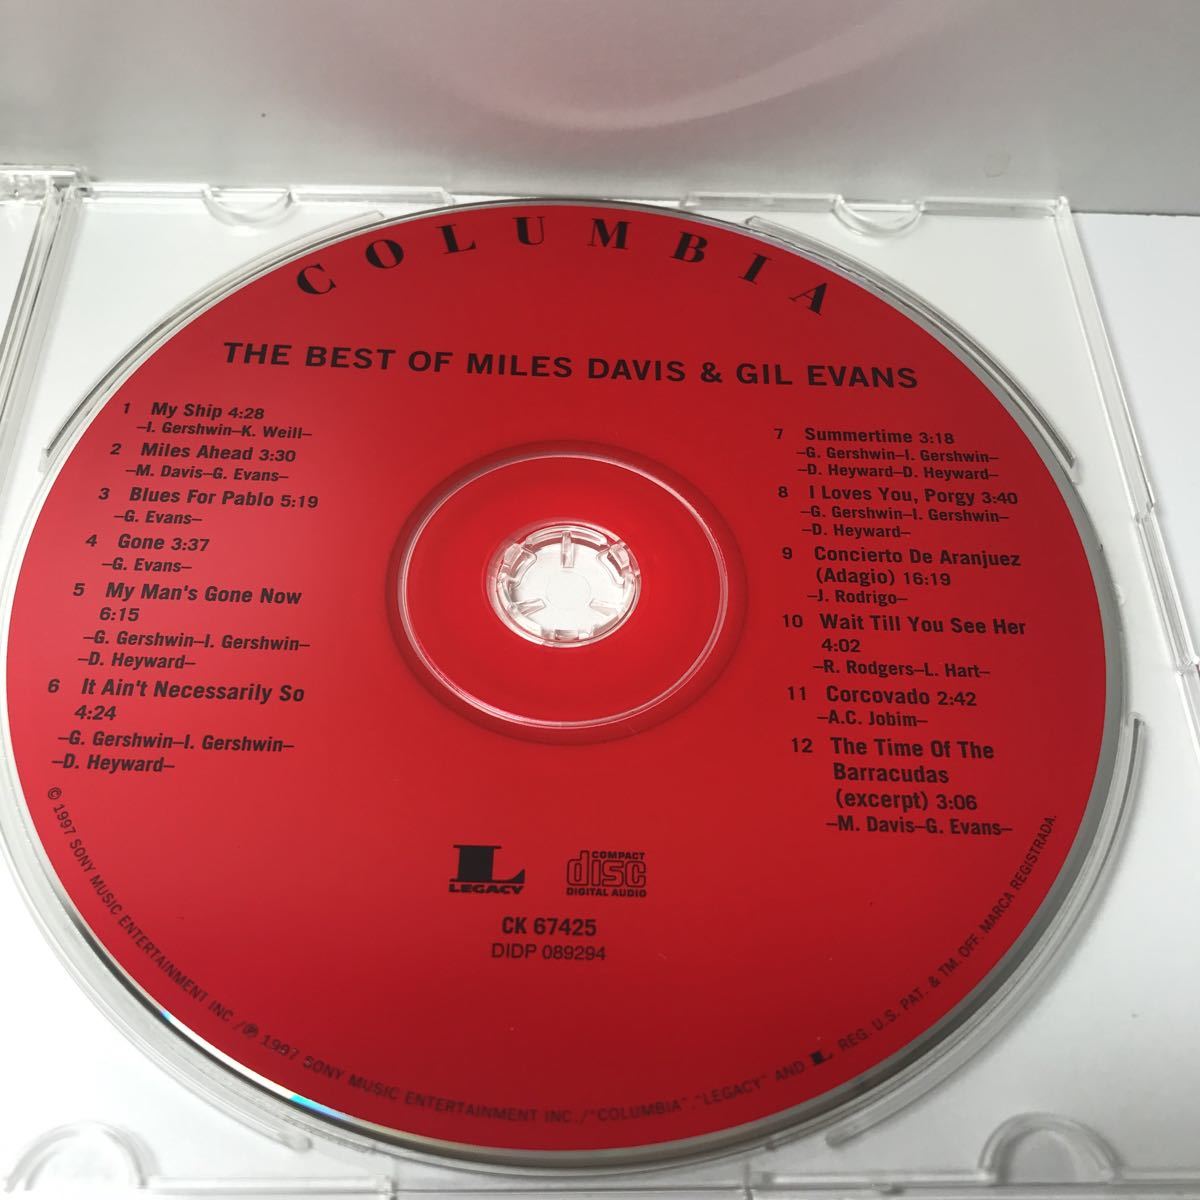 COLUMBIA
THE BEST OF MILES DAVIS & GIL EVANS
1 My Ship 4:28
–I. Gershwin–K. Weill–
2 Miles Ahead 3:30
–M. Davis–G. Evans–
3 Blues For Pablo 5:19
–G. Evans–
4 Gone 3:37
–G. Evans–
5 My Man's Gone Now
6:15
–G. Gershwin–I. Gershwin–
–D. Heyward–
6 It Ain't Necessarily So
4:24
–G. Gershwin–I. Gershwin–
–D. Heyward–
7 Summertime 3:18
–G. Gershwin–I. Gershwin–
–D. Heyward–D. Heyward–
8 I Loves You, Porgy 3:40
–G. Gershwin–I. Gershwin–
–D. Heyward–
9 Concierto De Aranjuez
(Adagio) 16:19
–J. Rodrigo–
10 Wait Till You See Her
4:02
–R. Rodgers–L. Hart–
11 Corcovado 2:42
–A.C. Jobim–
12 The Time Of The
Barracudas
(excerpt) 3:06
–M. Davis–G. Evans–
L
LEGACY
COMPACT
disc
DIGITAL AUDIO
CK 67425
DIDP 089294
© 1997 SONY MUSIC ENTERTAINMENT INC./℗ 1997 SONY MUSIC ENTERTAINMENT INC./"COLUMBIA", "LEGACY" AND L REG. U.S. PAT. & TM. OFF. MARCA REGISTRADA.